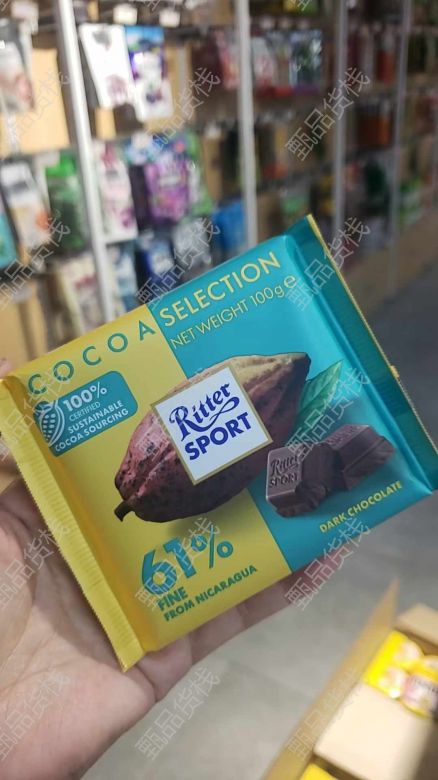 COCOA SELECTION
NET WEIGHT 100g e
100%
CERTIFIED
SUSTAINABLE
COCOA SOURCING
Ritter
SPORT
Ritter
SPORT
61%
FINE
FROM NICARAGUA
DARK CHOCOLATE
甄品货栈